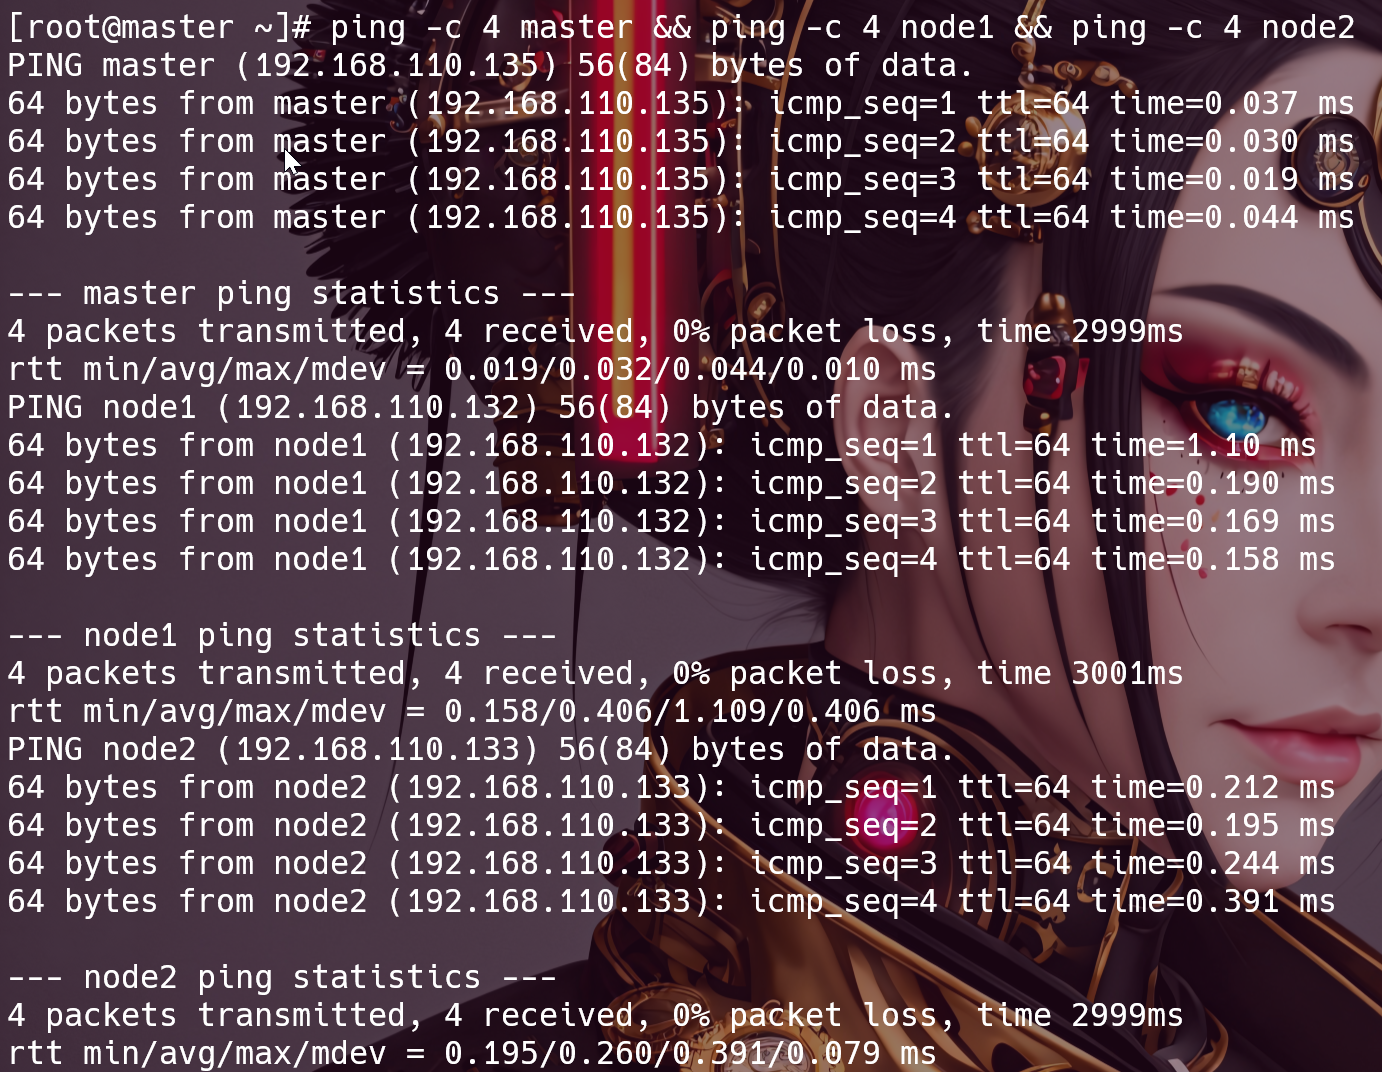 [root@master ~]# ping -c 4 master && ping -c 4 node1 && ping -c 4 node2
PING master (192.168.110.135) 56(84) bytes of data.
64 bytes from master (192.168.110.135): icmp_seq=1 ttl=64 time=0.037 ms
64 bytes from master (192.168.110.135): icmp_seq=2 ttl=64 time=0.030 ms
64 bytes from master (192.168.110.135): icmp_seq=3 ttl=64 time=0.019 ms
64 bytes from master (192.168.110.135): icmp_seq=4 ttl=64 time=0.044 ms
--- master ping statistics ---
4 packets transmitted, 4 received, 0% packet loss, time 2999ms
rtt min/avg/max/mdev = 0.019/0.032/0.044/0.010 ms
PING node1 (192.168.110.132) 56(84) bytes of data.
64 bytes from node1 (192.168.110.132): icmp_seq=1 ttl=64 time=1.10 ms
64 bytes from node1 (192.168.110.132): icmp_seq=2 ttl=64 time=0.190 ms
64 bytes from node1 (192.168.110.132): icmp_seq=3 ttl=64 time=0.169 ms
64 bytes from node1 (192.168.110.132): icmp_seq=4 ttl=64 time=0.158 ms
--- node1 ping statistics ---
4 packets transmitted, 4 received, 0% packet loss, time 3001ms
rtt min/avg/max/mdev = 0.158/0.406/1.109/0.406 ms
PING node2 (192.168.110.133) 56(84) bytes of data.
64 bytes from node2 (192.168.110.133): icmp_seq=1 ttl=64 time=0.212 ms
64 bytes from node2 (192.168.110.133): icmp_seq=2 ttl=64 time=0.195 ms
64 bytes from node2 (192.168.110.133): icmp_seq=3 ttl=64 time=0.244 ms
64 bytes from node2 (192.168.110.133): icmp_seq=4 ttl=64 time=0.391 ms
--- node2 ping statistics ---
4 packets transmitted, 4 received, 0% packet loss, time 2999ms
rtt min/avg/max/mdev = 0.195/0.260/0.391/0.079 ms